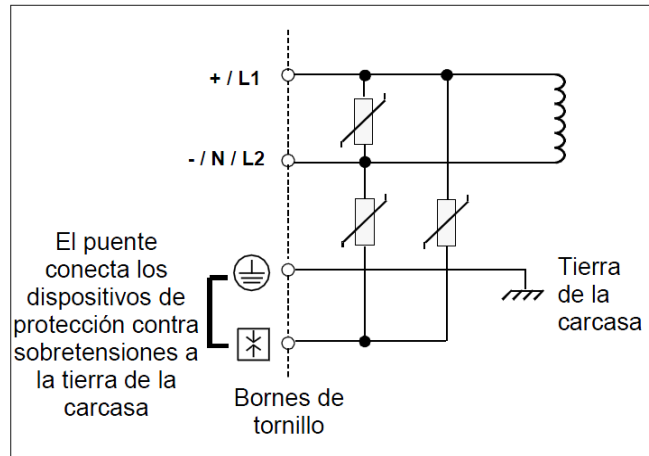 + / L1
- / N / L2
El puente
conecta los
dispositivos de
protección contra
sobretensiones a
la tierra de la
carcasa
Tierra
de la
carcasa
Bornes de
tornillo